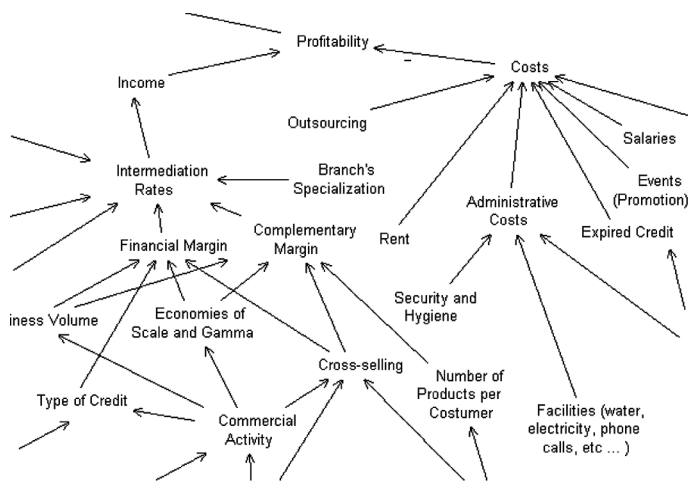 Profitability
Costs
Income
Outsourcing
Salaries
Intermediation
Rates
Branch's
Specialization
Events
(Promotion)
Administrative
Costs
Financial Margin
Complementary
Margin
Rent
Expired Credit
Security and
Hygiene
iness Volume
Economies of
Scale and Gamma
Cross-selling
Number of
Products per
Costumer
Type of Credit
Commercial
Activity
Facilities (water,
electricity, phone
calls, etc ... )